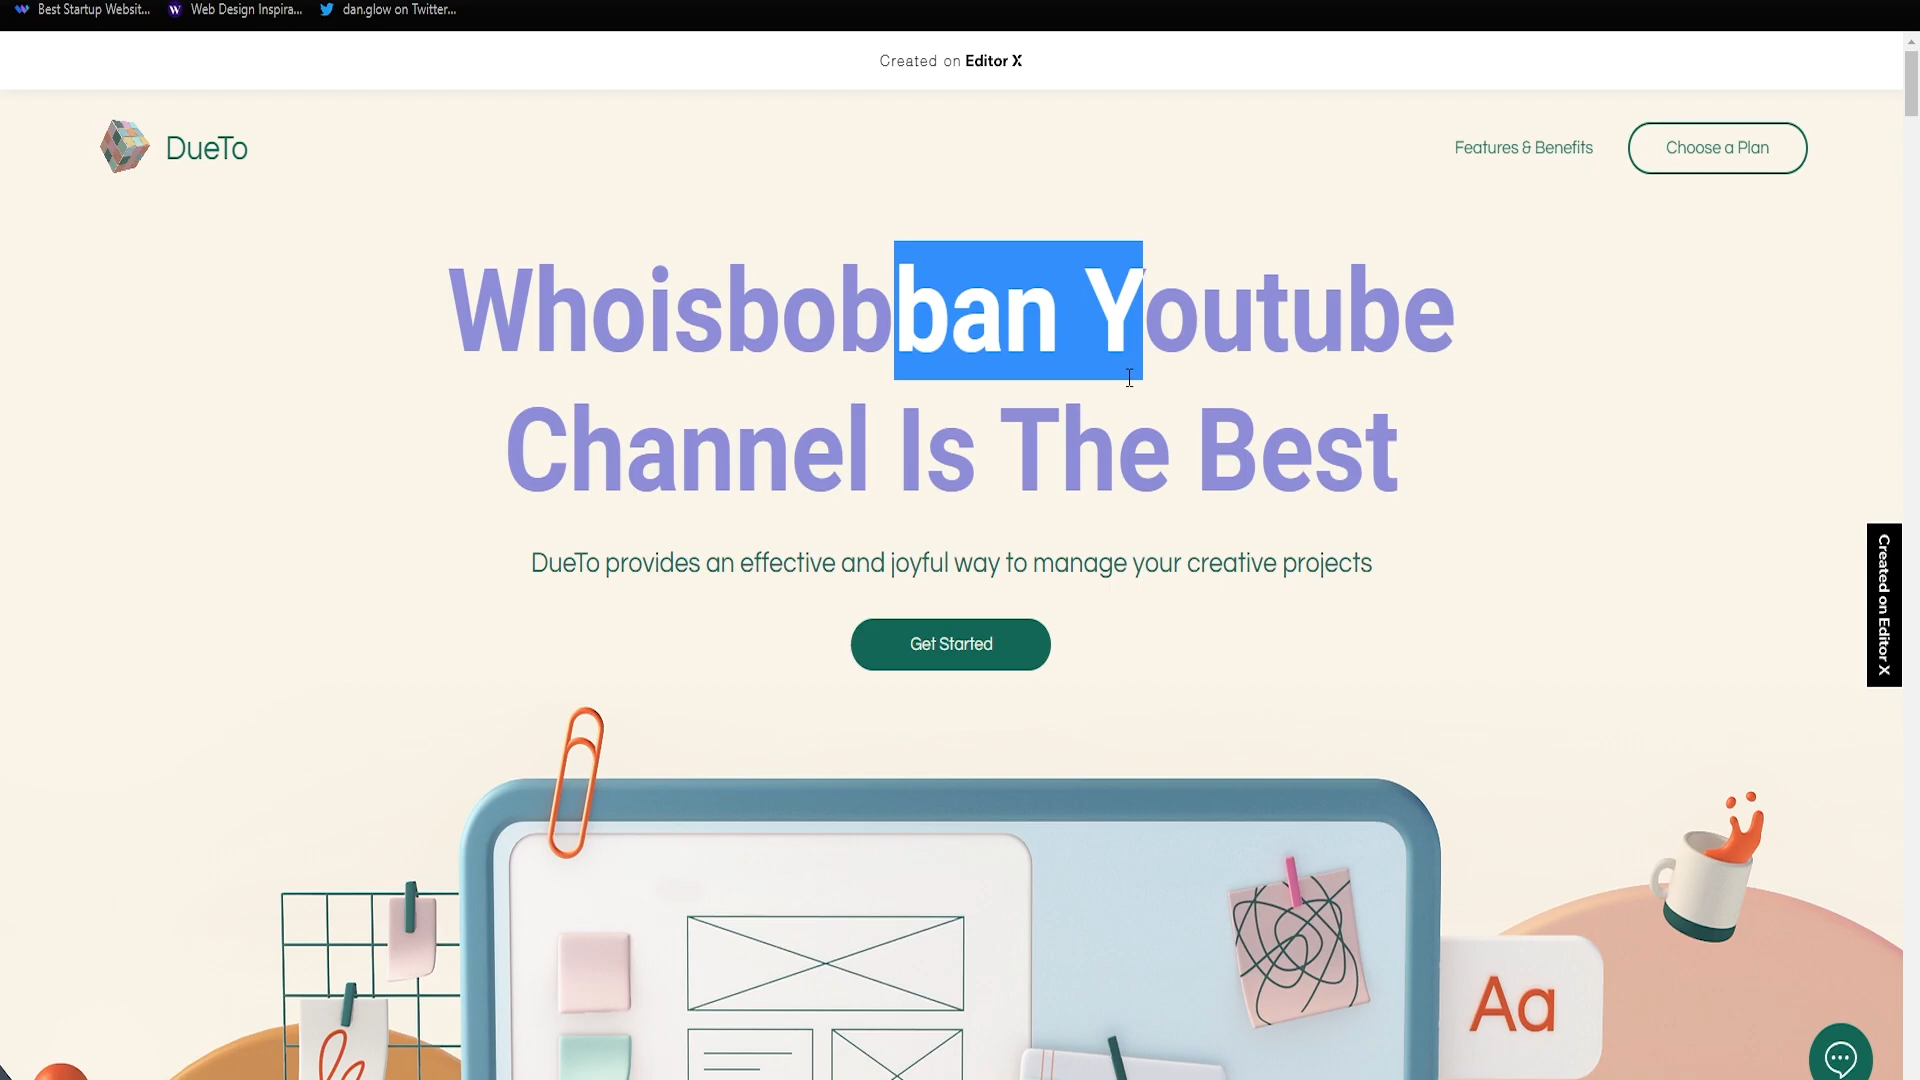 Best Startup Websit...
Web Design Inspira...
dan.glow on Twitter...
Created on Editor X
DueTo
Features & Benefits
Choose a Plan
Whoisbobban Youtube
Channel Is The Best
DueTo provides an effective and joyful way to manage your creative projects
Get Started
Created on Editor X
Aa